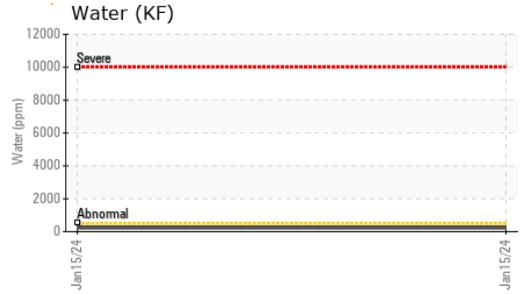 Water (KF)
12000
Severe
10000
8000
Water (ppm)
6000
4000
2000
Abnormal
0
Jan15/24
Jan15/24